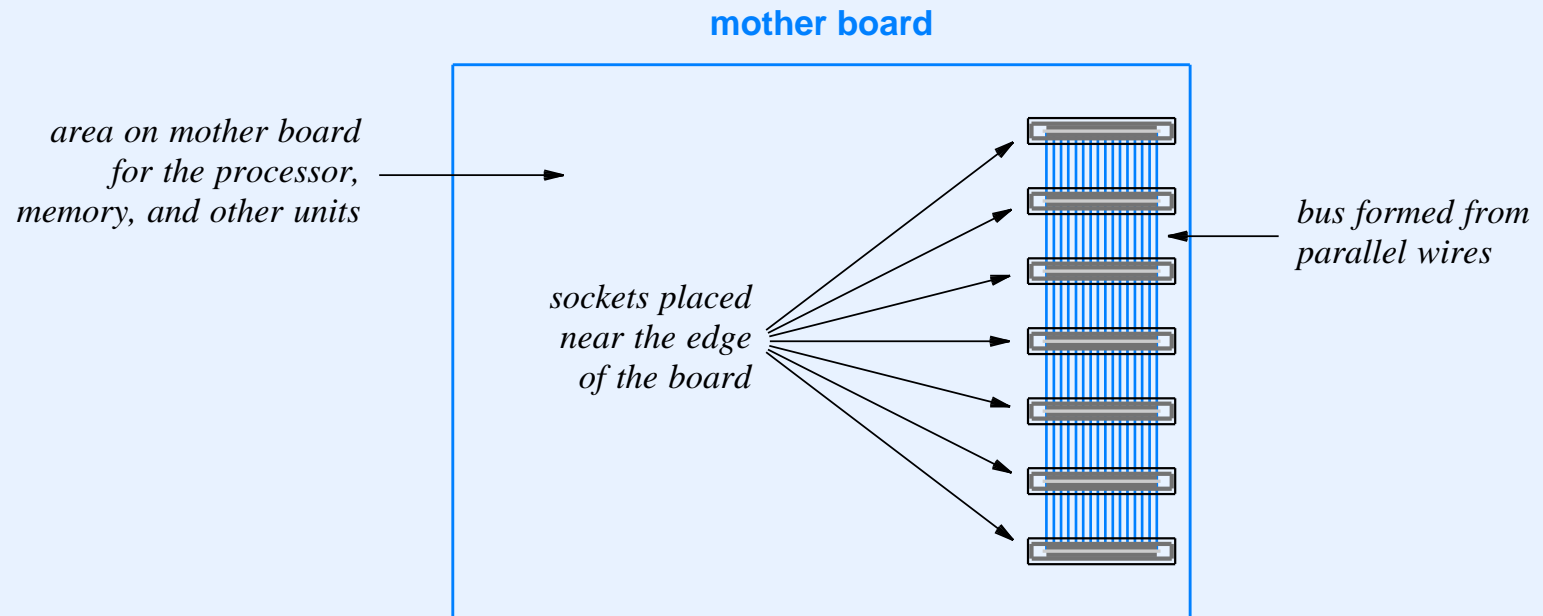 mother board
area on mother board
for the processor,
memory, and other units
bus formed from
parallel wires
sockets placed
near the edge
of the board